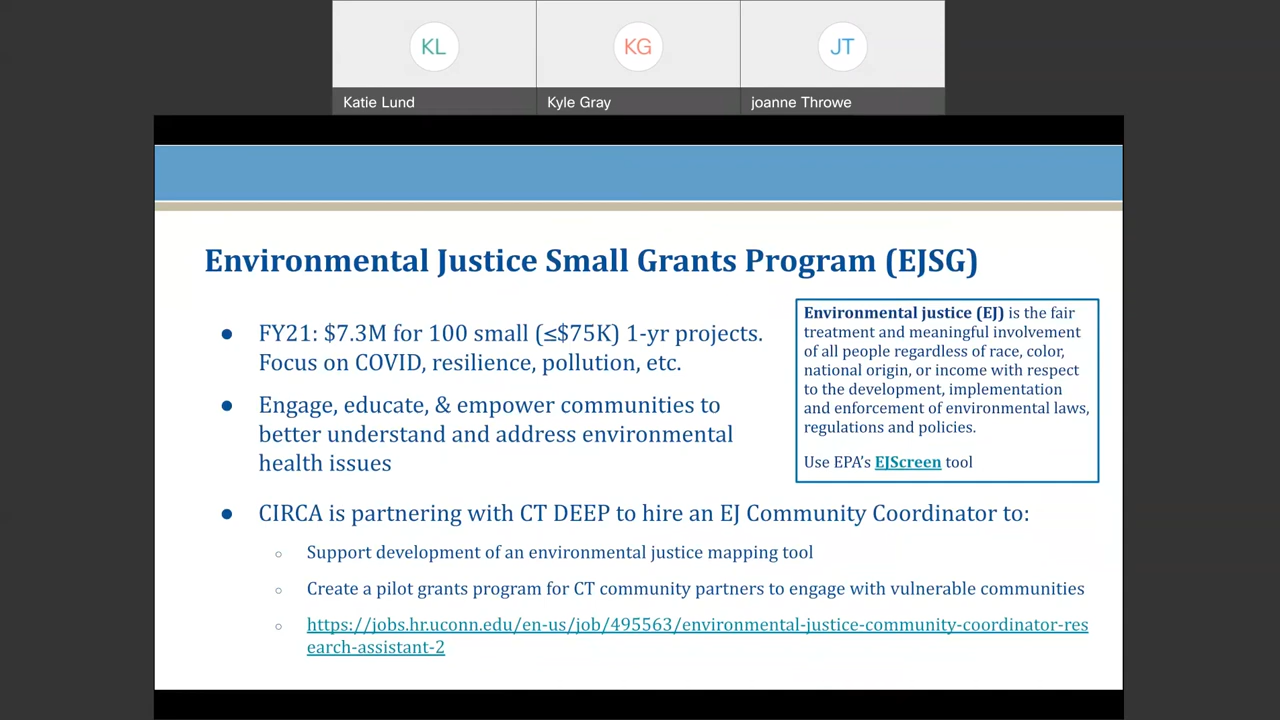 KL
KG
JT
Katie Lund
Kyle Gray
joanne Throwe
Environmental Justice Small Grants Program (EJSG)
● FY21: $7.3M for 100 small (≤$75K) 1-yr projects.
Focus on COVID, resilience, pollution, etc.
● Engage, educate, & empower communities to
better understand and address environmental
health issues
Environmental justice (EJ) is the fair
treatment and meaningful involvement
of all people regardless of race, color,
national origin, or income with respect
to the development, implementation
and enforcement of environmental laws,
regulations and policies.
Use EPA's EJScreen tool
● CIRCA is partnering with CT DEEP to hire an EJ Community Coordinator to:
○ Support development of an environmental justice mapping tool
○ Create a pilot grants program for CT community partners to engage with vulnerable communities
○ https://jobs.hr.uconn.edu/en-us/job/495563/environmental-justice-community-coordinator-res
earch-assistant-2